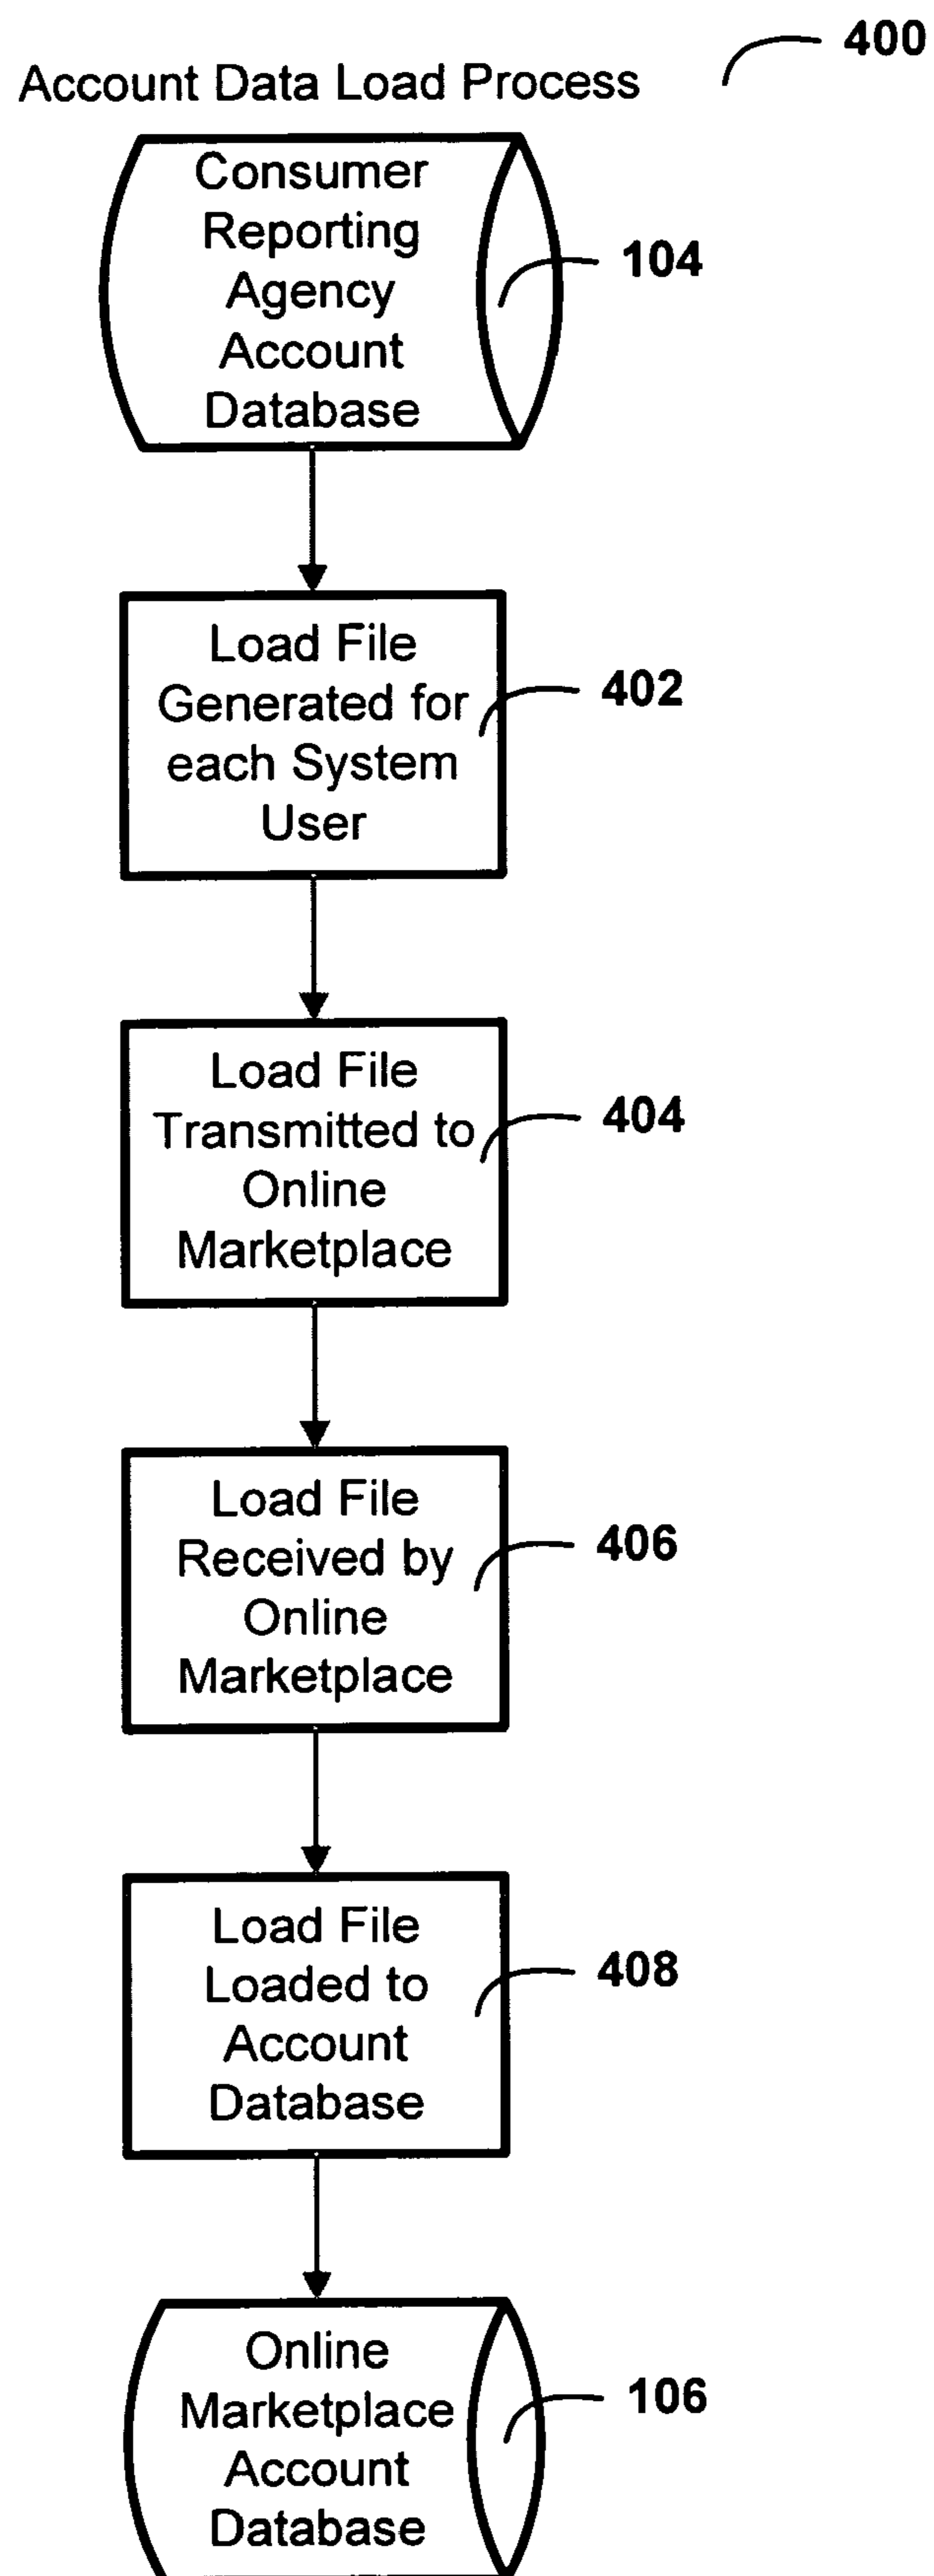 400
Account Data Load Process
Consumer
Reporting
Agency
Account
Database
104
Load File
Generated for
each System
User
402
Load File
Transmitted to
Online
Marketplace
404
Load File
Received by
Online
Marketplace
406
Load File
Loaded to
Account
Database
408
Online
Marketplace
Account
Database
106